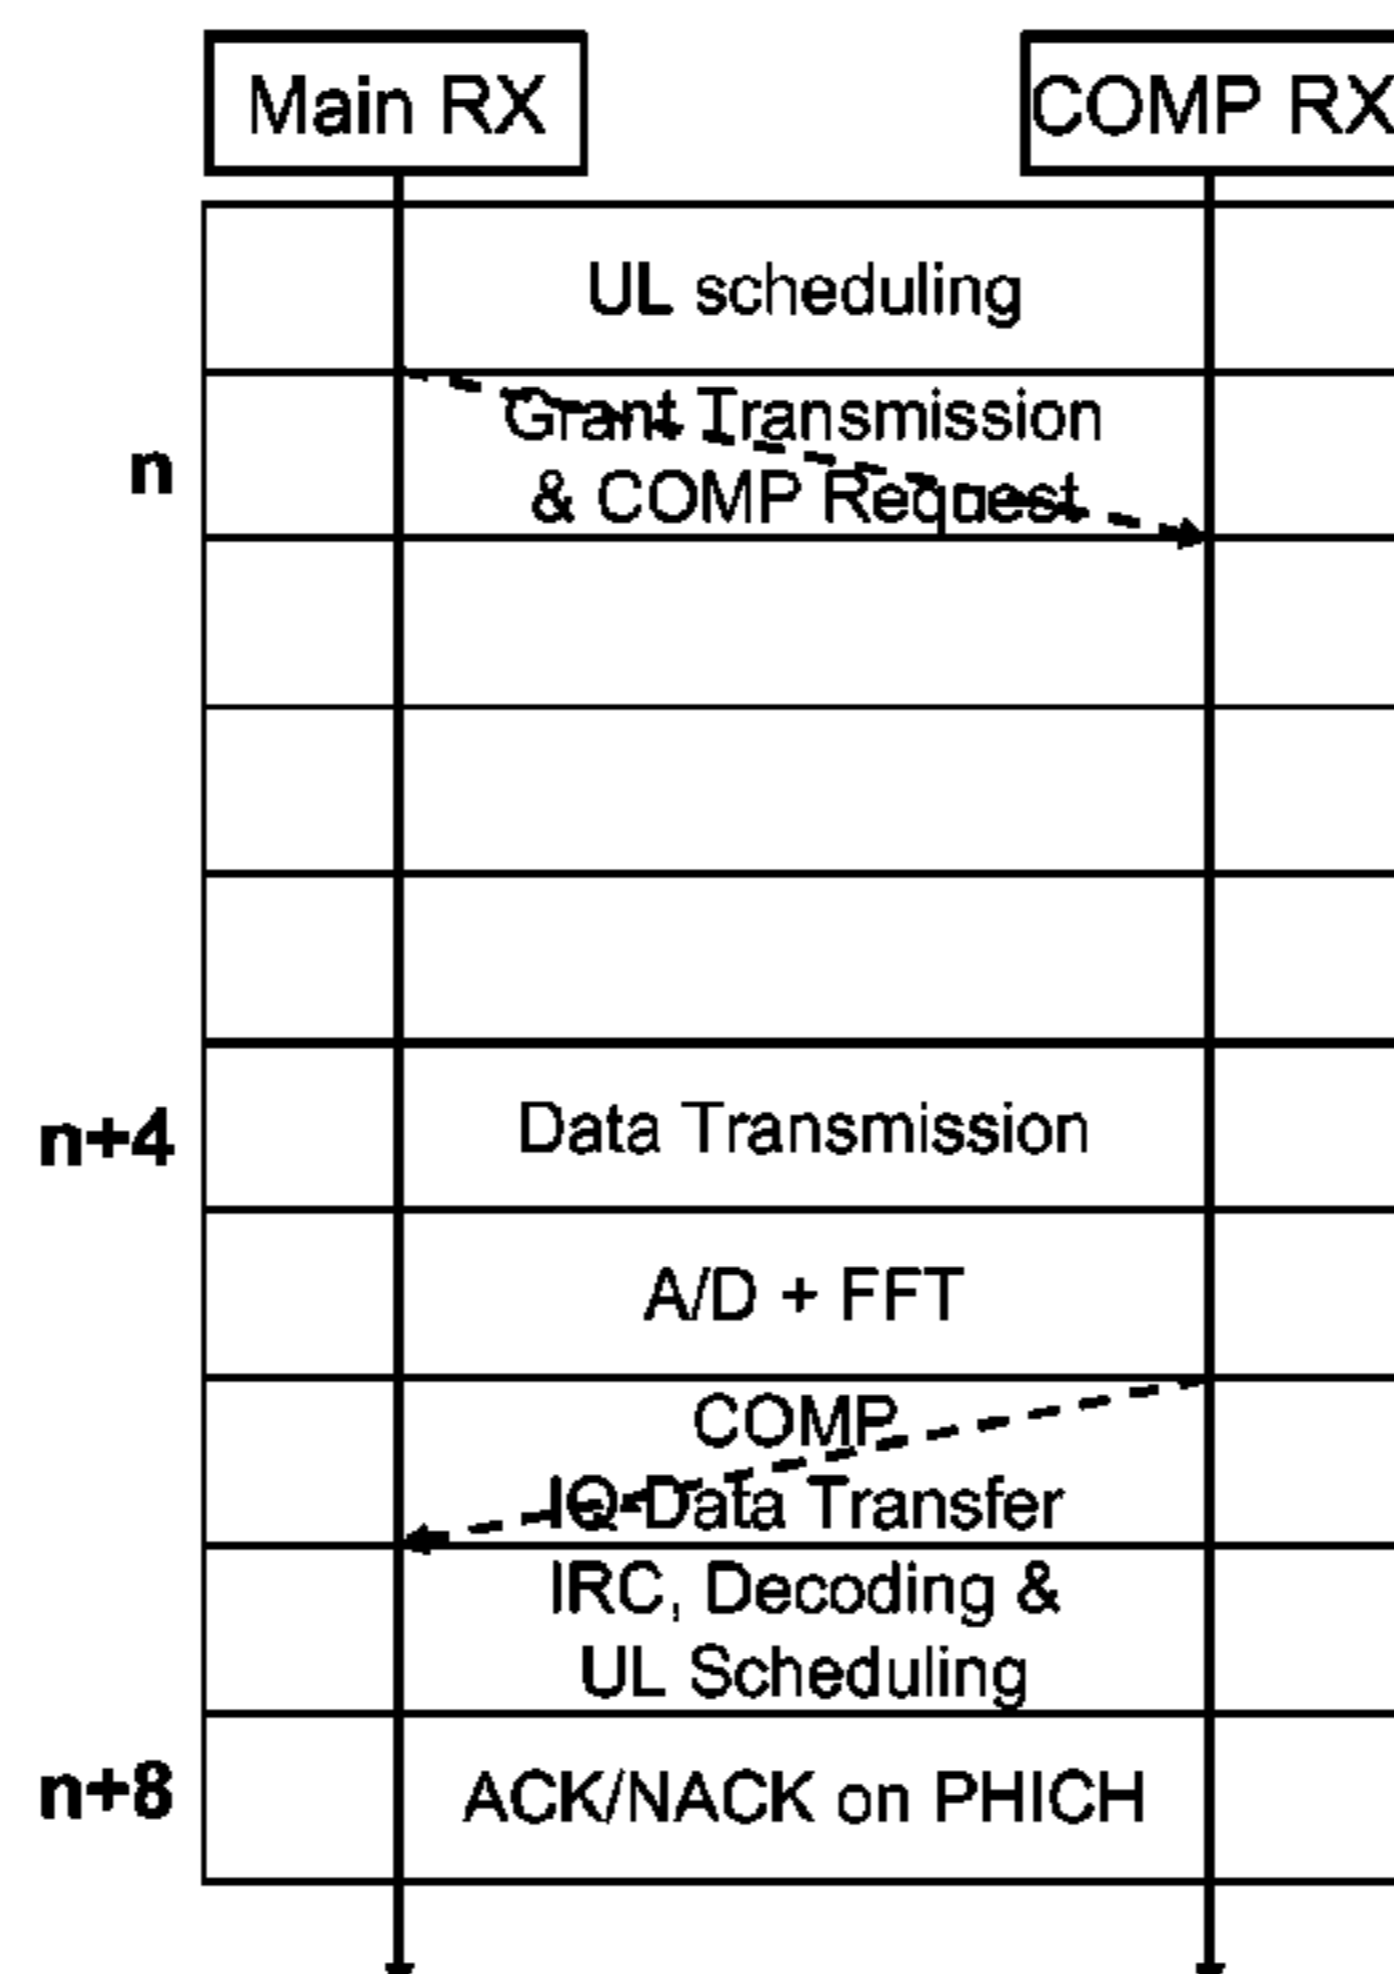 Main RX
COMP RX
UL scheduling
n
Grant Transmission
& COMP Request
n+4
Data Transmission
A/D + FFT
COMP
IQ-Data Transfer
IRC, Decoding &
UL Scheduling
n+8
ACK/NACK on PHICH